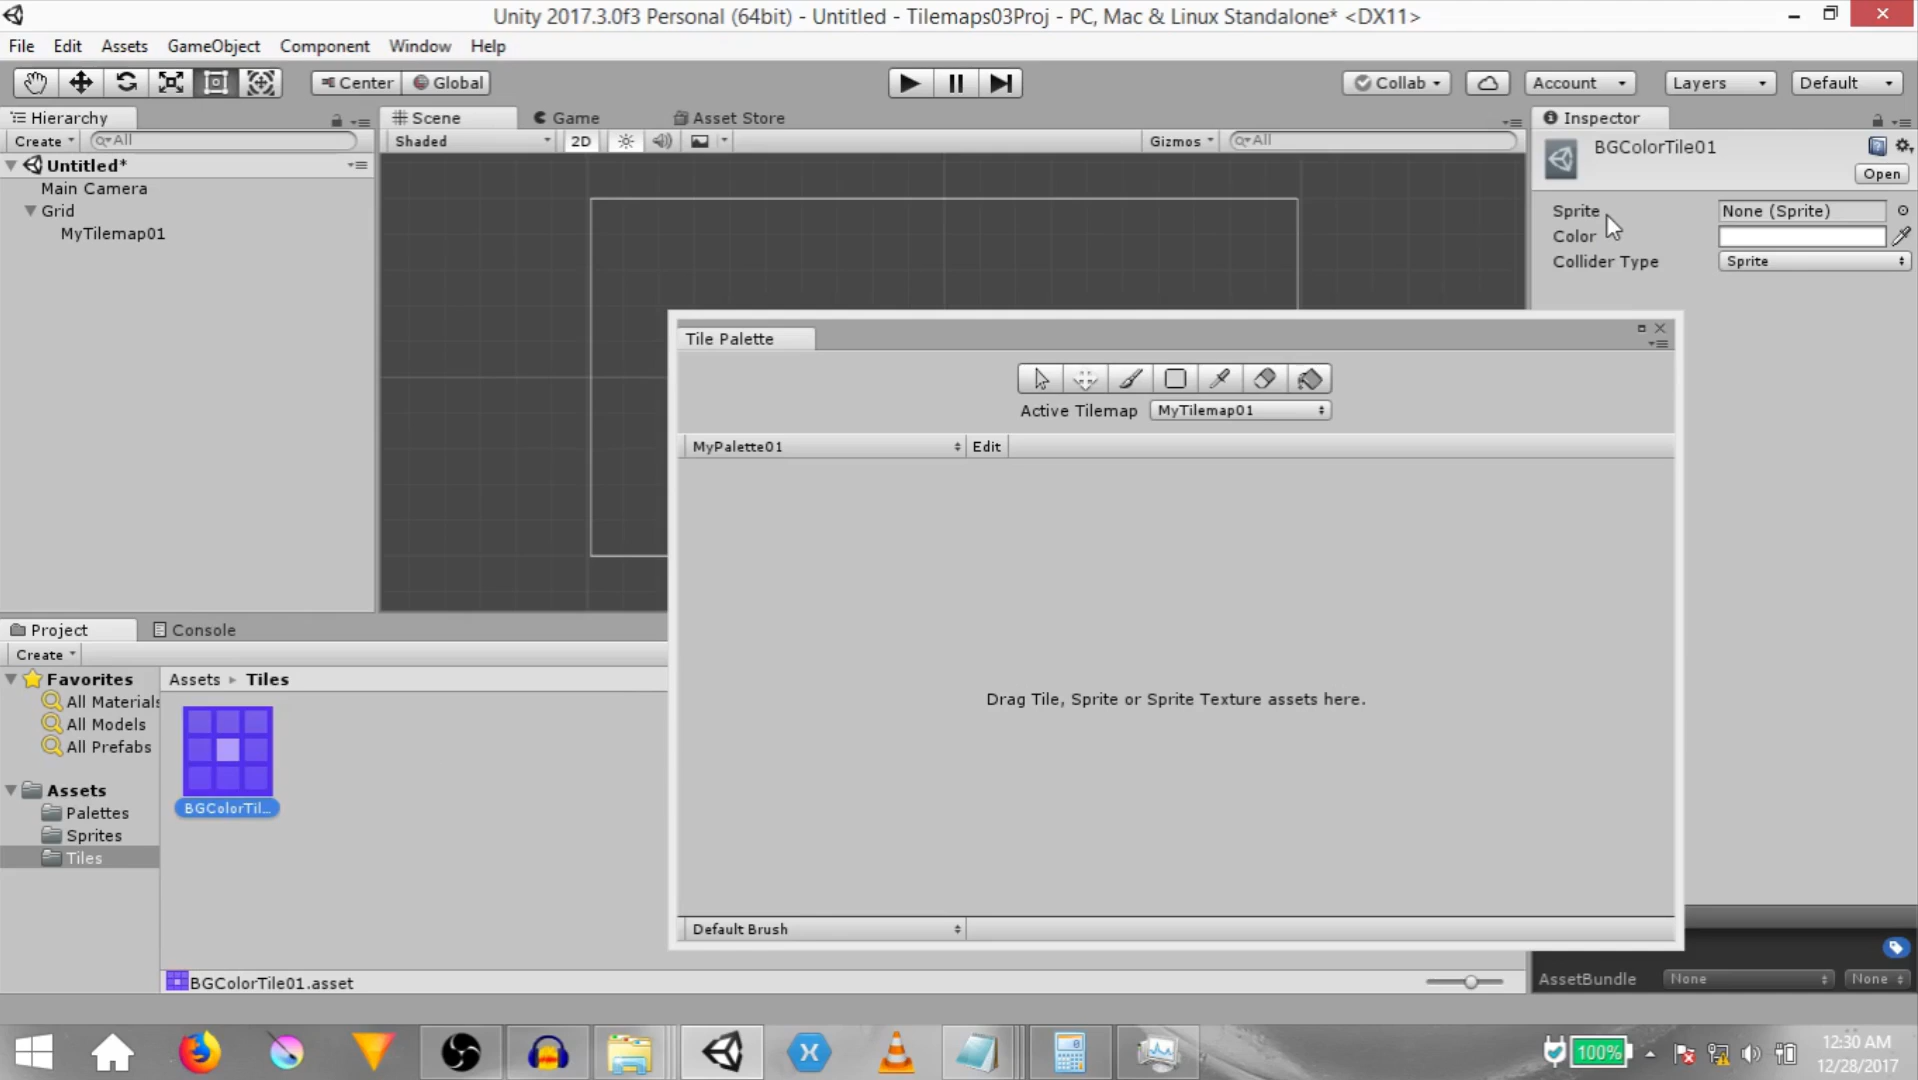 Unity 2017.3.0f3 Personal (64bit) - Untitled - Tilemaps03Proj - PC, Mac & Linux Standalone* <DX11>
File Edit Assets GameObject Component Window Help
Center Global Collab Account Layers Default
Hierarchy
Create All
Untitled*
Main Camera
Grid
MyTilemap01
Scene Game Asset Store
Shaded 2D Gizmos All
Inspector
BGColorTile01
Open
Sprite None (Sprite)
Color
Collider Type Sprite
Tile Palette
Active Tilemap MyTilemap01
MyPalette01 Edit
Drag Tile, Sprite or Sprite Texture assets here.
Default Brush
Project Console
Create
Favorites
All Materials
All Models
All Prefabs
Assets
Palettes
Sprites
Tiles
Assets Tiles
BGColorTil...
BGColorTile01.asset
AssetBundle None None
100%
12:30 AM
12/28/2017